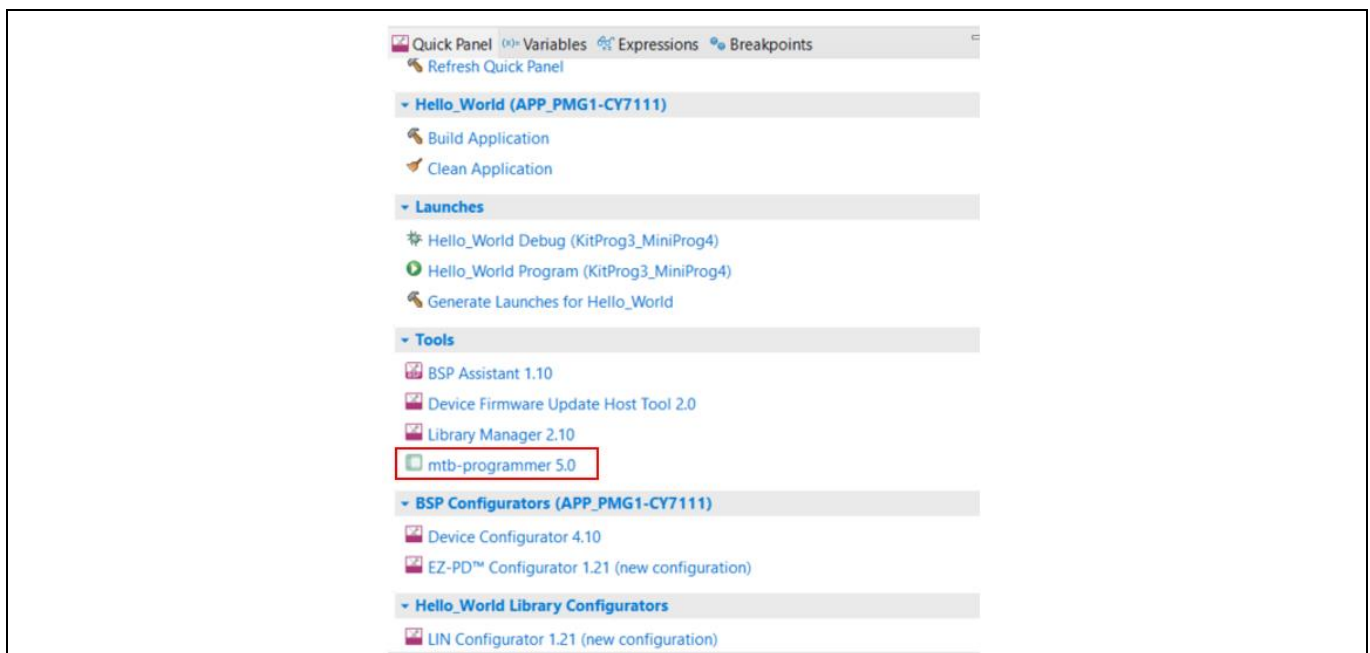 Quick Panel (x)= Variables Expressions Breakpoints
Refresh Quick Panel
Hello_World (APP_PMG1-CY7111)
Build Application
Clean Application
Launches
Hello_World Debug (KitProg3_MiniProg4)
Hello_World Program (KitProg3_MiniProg4)
Generate Launches for Hello_World
Tools
BSP Assistant 1.10
Device Firmware Update Host Tool 2.0
Library Manager 2.10
mtb-programmer 5.0
BSP Configurators (APP_PMG1-CY7111)
Device Configurator 4.10
EZ-PD™ Configurator 1.21 (new configuration)
Hello_World Library Configurators
LIN Configurator 1.21 (new configuration)